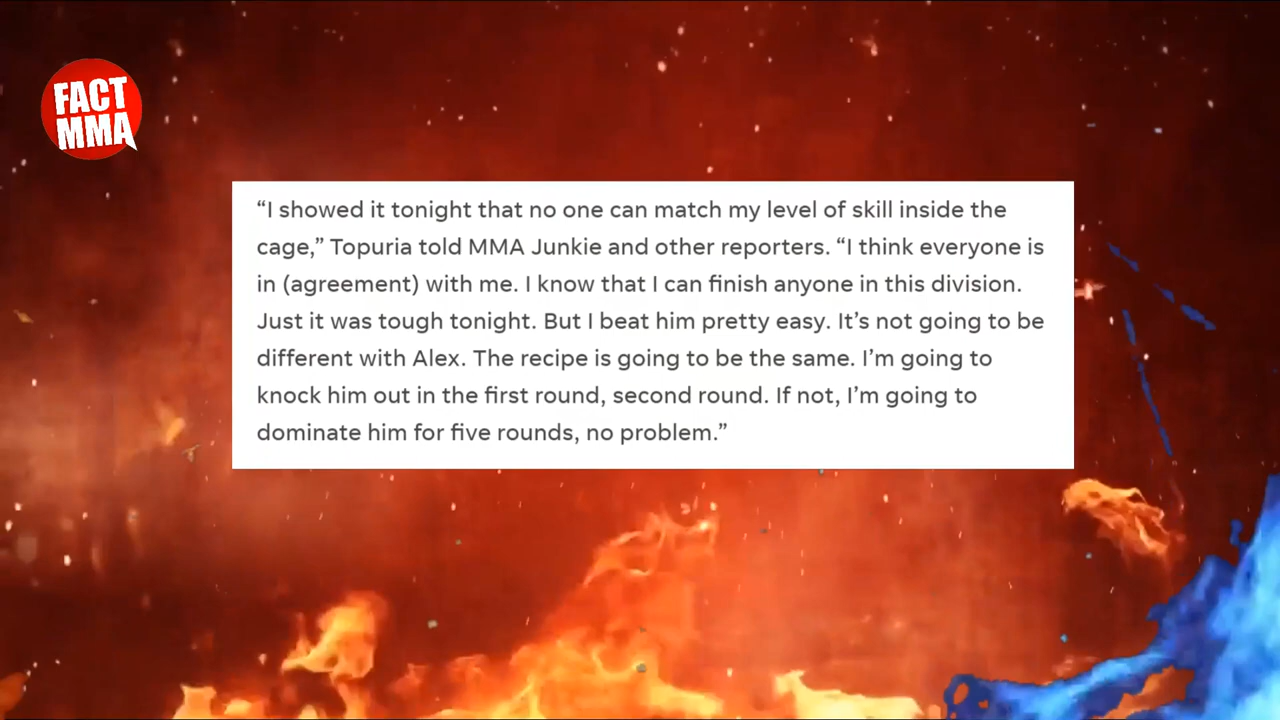 FACT
MMA
“I showed it tonight that no one can match my level of skill inside the
cage,” Topuria told MMA Junkie and other reporters. “I think everyone is
in (agreement) with me. I know that I can finish anyone in this division.
Just it was tough tonight. But I beat him pretty easy. It’s not going to be
different with Alex. The recipe is going to be the same. I’m going to
knock him out in the first round, second round. If not, I’m going to
dominate him for five rounds, no problem.”